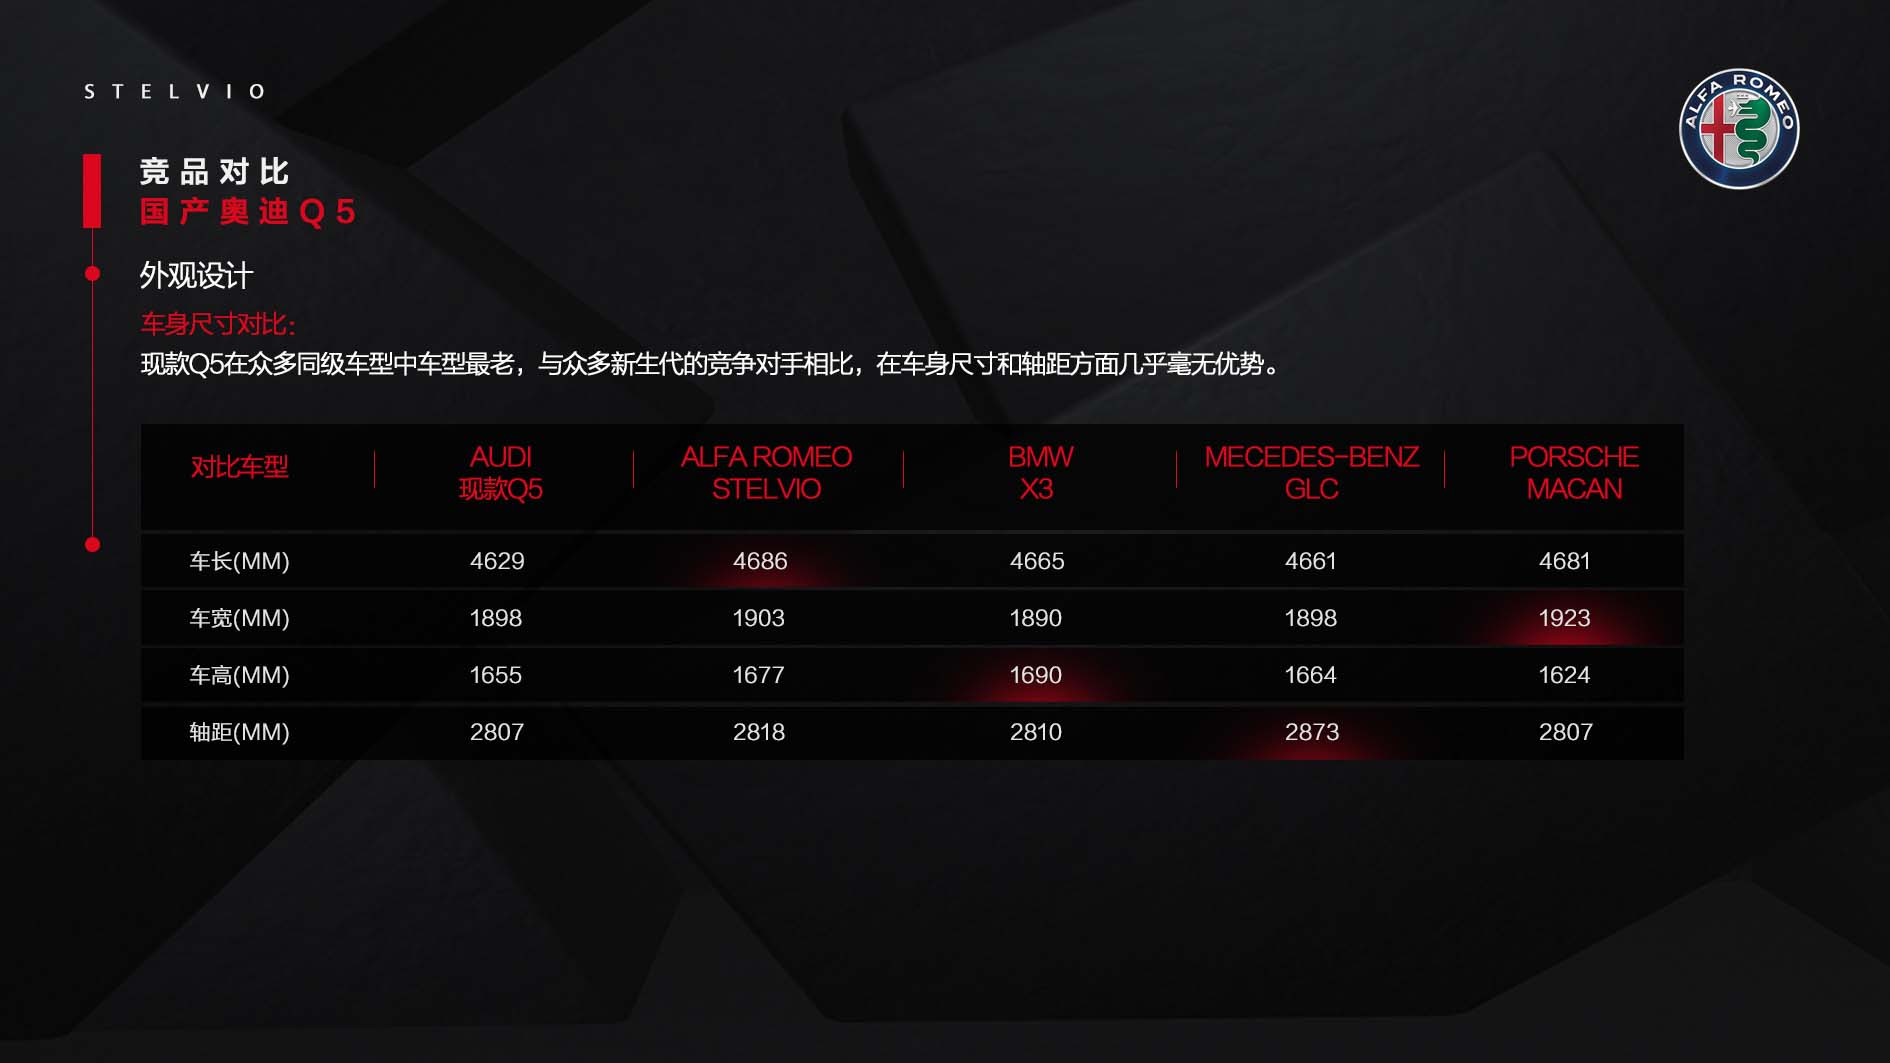 STELVIO
ALFA ROMEO
竞品对比
国产奥迪Q5
外观设计
车身尺寸对比:
现款Q5在众多同级车型中车型最老，与众多新生代的竞争对手相比，在车身尺寸和轴距方面几乎毫无优势。
对比车型 AUDI 现款Q5 ALFA ROMEO STELVIO BMW X3 MECEDES-BENZ GLC PORSCHE MACAN
车长(MM) 4629 4686 4665 4661 4681
车宽(MM) 1898 1903 1890 1898 1923
车高(MM) 1655 1677 1690 1664 1624
轴距(MM) 2807 2818 2810 2873 2807